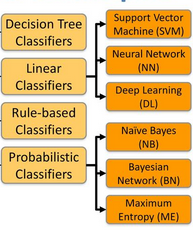 Decision Tree
Classifiers
Linear
Classifiers
Rule-based
Classifiers
Probabilistic
Classifiers
Support Vector
Machine (SVM)
Neural Network
(NN)
Deep Learning
(DL)
Naïve Bayes
(NB)
Bayesian
Network (BN)
Maximum
Entropy (ME)